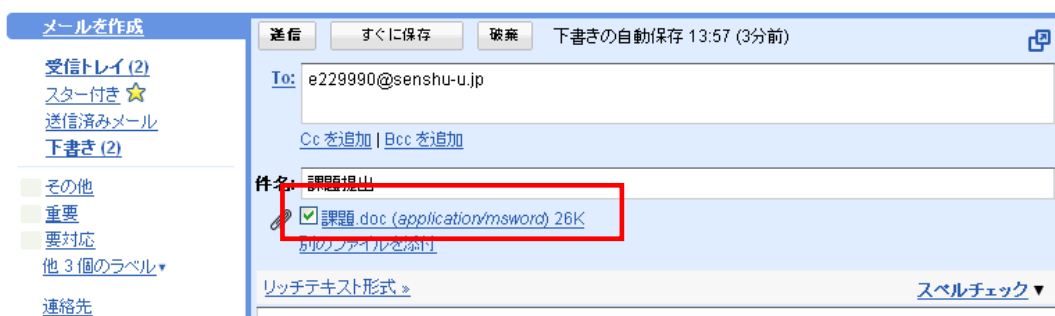 メールを作成
受信トレイ (2)
スター付き
送信済みメール
下書き (2)
その他
重要
要対応
他 3 個のラベル▼
連絡先
送信 すぐに保存 破棄 下書きの自動保存 13:57 (3分前)
To: e229990@senshu-u.jp
Cc を追加 | Bcc を追加
件名: 課題提出
課題.doc (application/msword) 26K
別のファイルを添付
リッチテキスト形式 » スペルチェック ▼